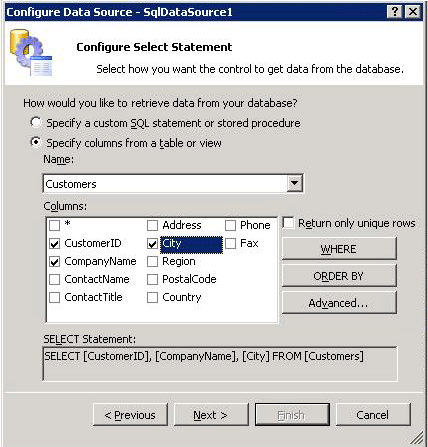 Configure Data Source - SqlDataSource1
Configure Select Statement
Select how you want the control to get data from the database.
How would you like to retrieve data from your database?
Specify a custom SQL statement or stored procedure
Specify columns from a table or view
Name:
Customers
Columns:
* Address Phone
Return only unique rows
CustomerID City Fax
CompanyName Region
WHERE
ContactName PostalCode
ORDER BY
ContactTitle Country
Advanced...
SELECT Statement:
SELECT [CustomerID], [CompanyName], [City] FROM [Customers]
< Previous Next > Finish Cancel